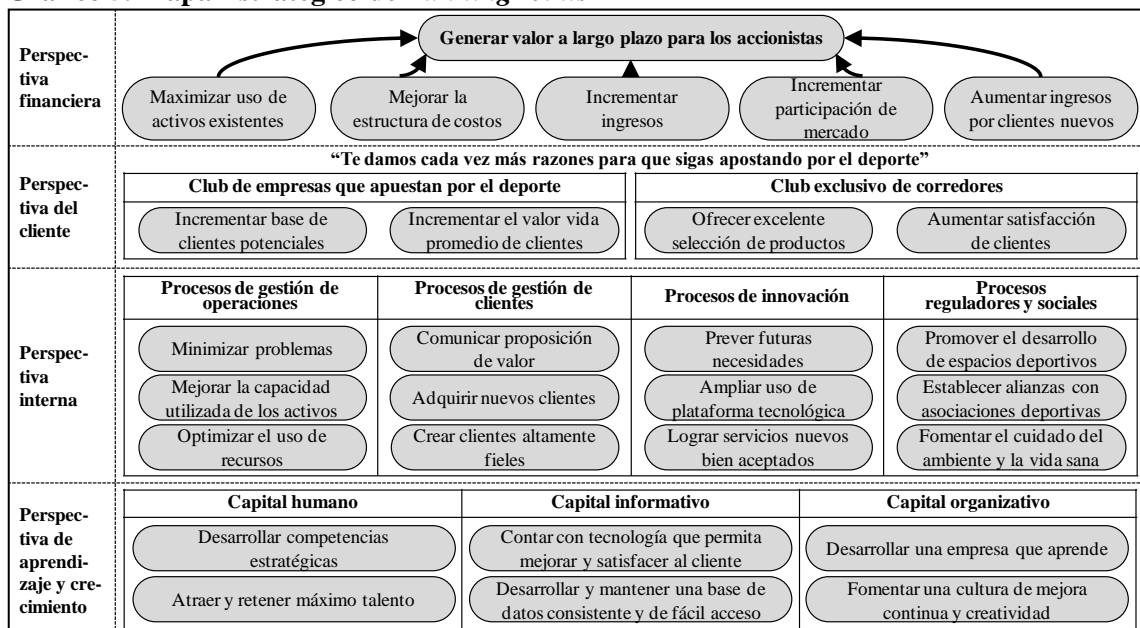 Generar valor a largo plazo para los accionistas
Perspec-
tiva
financiera
Maximizar uso de
activos existentes
Mejorar la
estructura de costos
Incrementar
ingresos
Incrementar
participación de
mercado
Aumentar ingresos
por clientes nuevos
“Te damos cada vez más razones para que sigas apostando por el deporte”
Perspec-
tiva del
cliente
Club de empresas que apuestan por el deporte
Incrementar base de
clientes potenciales
Incrementar el valor vida
promedio de clientes
Club exclusivo de corredores
Ofrecer excelente
selección de productos
Aumentar satisfacción
de clientes
Perspec-
tiva
interna
Procesos de gestión de
operaciones
Minimizar problemas
Mejorar la capacidad
utilizada de los activos
Optimizar el uso de
recursos
Procesos de gestión de
clientes
Comunicar proposición
de valor
Adquirir nuevos clientes
Crear clientes altamente
fieles
Procesos de innovación
Prever futuras
necesidades
Ampliar uso de
plataforma tecnológica
Lograr servicios nuevos
bien aceptados
Procesos
reguladores y sociales
Promover el desarrollo
de espacios deportivos
Establecer alianzas con
asociaciones deportivas
Fomentar el cuidado del
ambiente y la vida sana
Perspec-
tiva de
aprendi-
zaje y cre-
cimiento
Capital humano
Desarrollar competencias
estratégicas
Atraer y retener máximo talento
Capital informativo
Contar con tecnología que permita
mejorar y satisfacer al cliente
Desarrollar y mantener una base de
datos consistente y de fácil acceso
Capital organizativo
Desarrollar una empresa que aprende
Fomentar una cultura de mejora
continua y creatividad